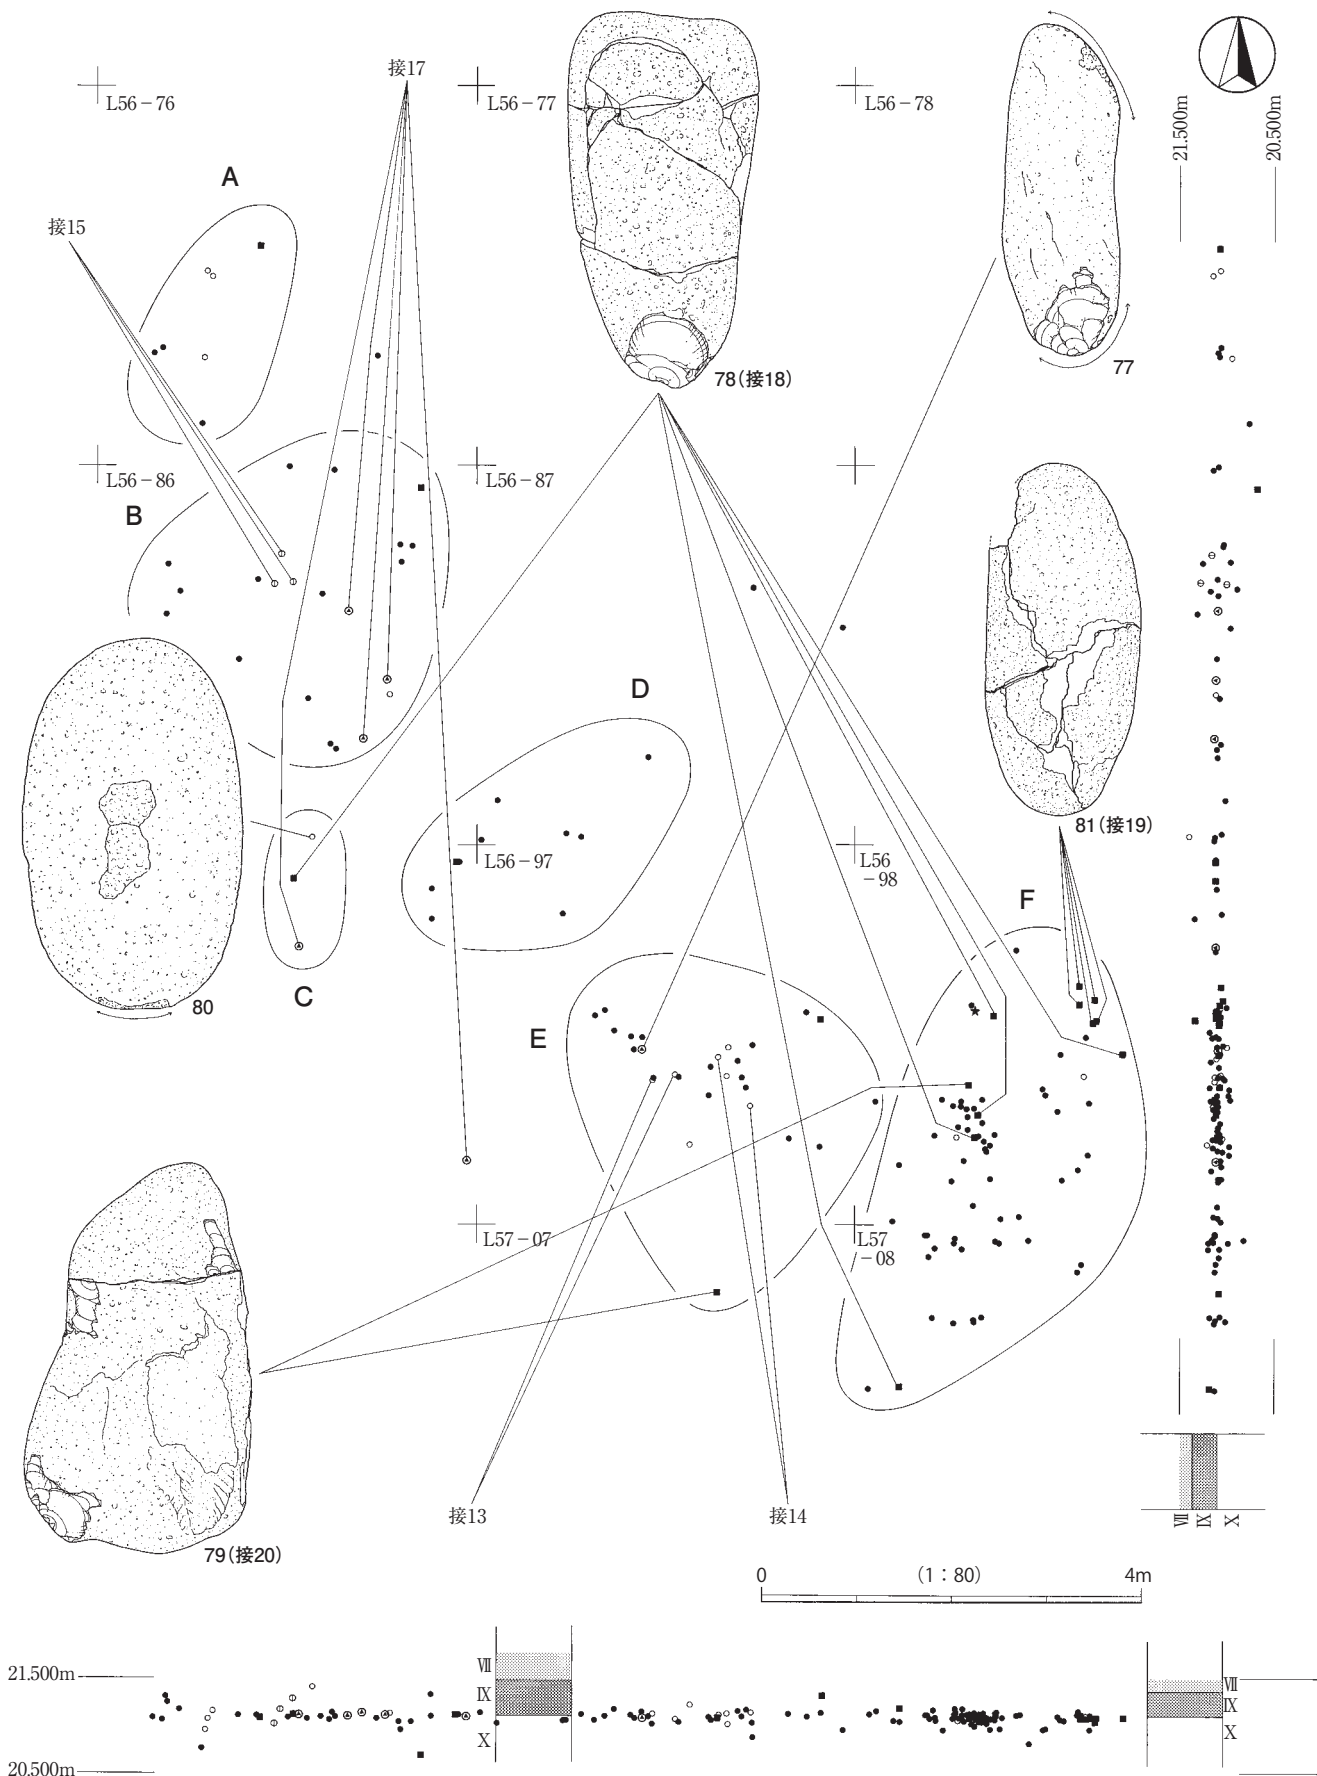 接17
L56-76
L56-77
L56-78
21.500m
20.500m
A
接15
78(接18)
77
L56-86
L56-87
B
D
81(接19)
L56-97
L56
-98
F
80
C
E
L57-07
L57
-08
接13
接14
79(接20)
Ⅶ
Ⅸ
Ⅹ
0
(1:80)
4m
21.500m
20.500m
Ⅶ
Ⅸ
Ⅹ
Ⅶ
Ⅸ
Ⅹ